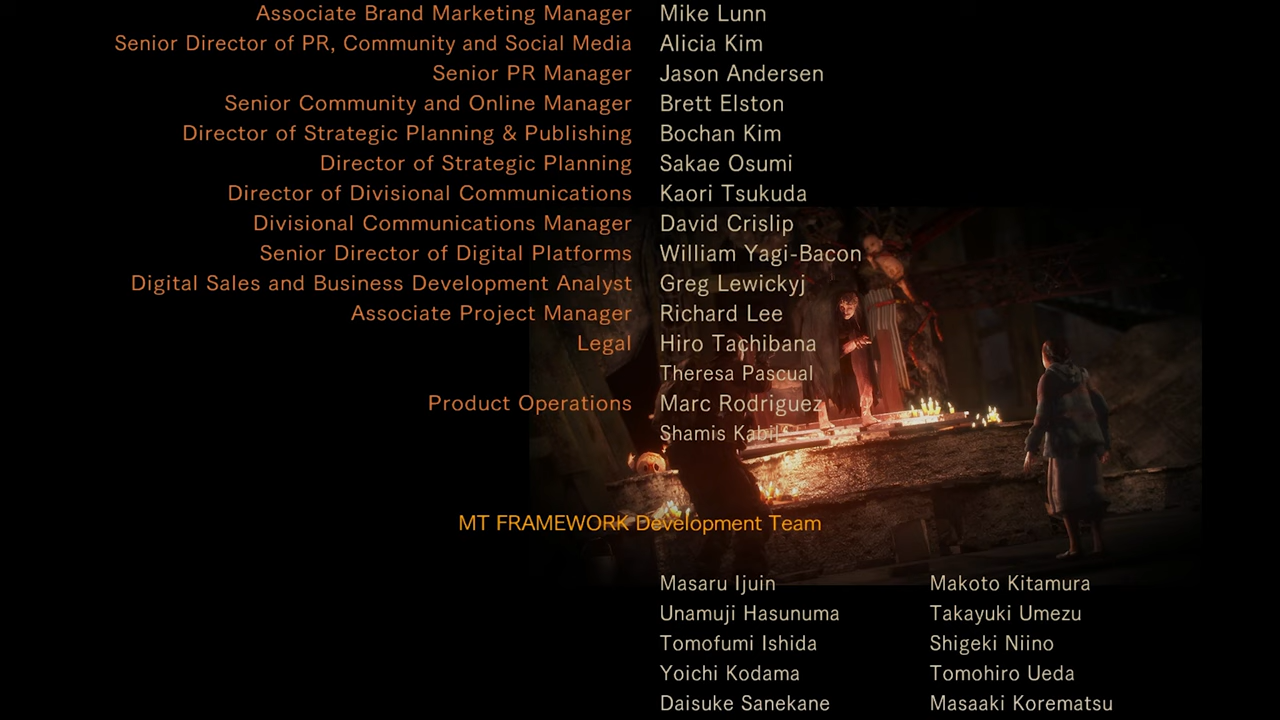 Associate Brand Marketing Manager Mike Lunn
Senior Director of PR, Community and Social Media Alicia Kim
Senior PR Manager Jason Andersen
Senior Community and Online Manager Brett Elston
Director of Strategic Planning & Publishing Bochan Kim
Director of Strategic Planning Sakae Osumi
Director of Divisional Communications Kaori Tsukuda
Divisional Communications Manager David Crislip
Senior Director of Digital Platforms William Yagi-Bacon
Digital Sales and Business Development Analyst Greg Lewickyj
Associate Project Manager Richard Lee
Legal Hiro Tachibana
Theresa Pascual
Product Operations Marc Rodriguez
Shamis Kabil
MT FRAMEWORK Development Team
Masaru Ijuin Makoto Kitamura
Unamuji Hasunuma Takayuki Umezu
Tomofumi Ishida Shigeki Niino
Yoichi Kodama Tomohiro Ueda
Daisuke Sanekane Masaaki Korematsu